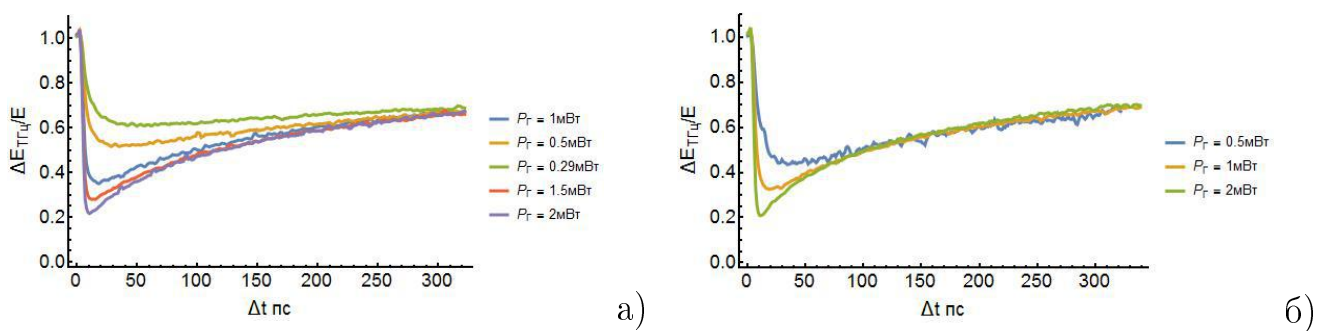 ΔE_ТГц/E
1.0
0.8
0.6
0.4
0.2
0.0
0 50 100 150 200 250 300
Δt пс
P_Г = 1мВт
P_Г = 0.5мВт
P_Г = 0.29мВт
P_Г = 1.5мВт
P_Г = 2мВт
а)
ΔE_ТГц/E
1.0
0.8
0.6
0.4
0.2
0.0
0 50 100 150 200 250 300
Δt пс
P_Г = 0.5мВт
P_Г = 1мВт
P_Г = 2мВт
б)